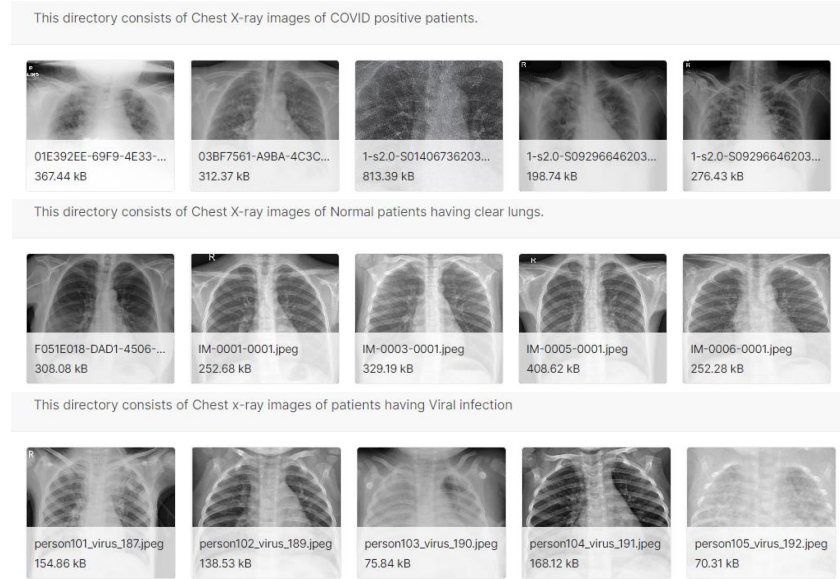 This directory consists of Chest X-ray images of COVID positive patients.
R
R
01E392EE-69F9-4E33-...
03BF7561-A9BA-4C3C...
1-s2.0-S01406736203...
1-s2.0-S09296646203...
1-s2.0-S09296646203...
367.44 kB
312.37 kB
813.39 kB
198.74 kB
276.43 kB
This directory consists of Chest X-ray images of Normal patients having clear lungs.
R
R
F051E018-DAD1-4506-...
IM-0001-0001.jpeg
IM-0003-0001.jpeg
IM-0005-0001.jpeg
IM-0006-0001.jpeg
308.08 kB
252.68 kB
329.19 kB
408.62 kB
252.28 kB
This directory consists of Chest x-ray images of patients having Viral infection
R
person101_virus_187.jpeg
person102_virus_189.jpeg
person103_virus_190.jpeg
person104_virus_191.jpeg
person105_virus_192.jpeg
154.86 kB
138.53 kB
75.84 kB
168.12 kB
70.31 kB